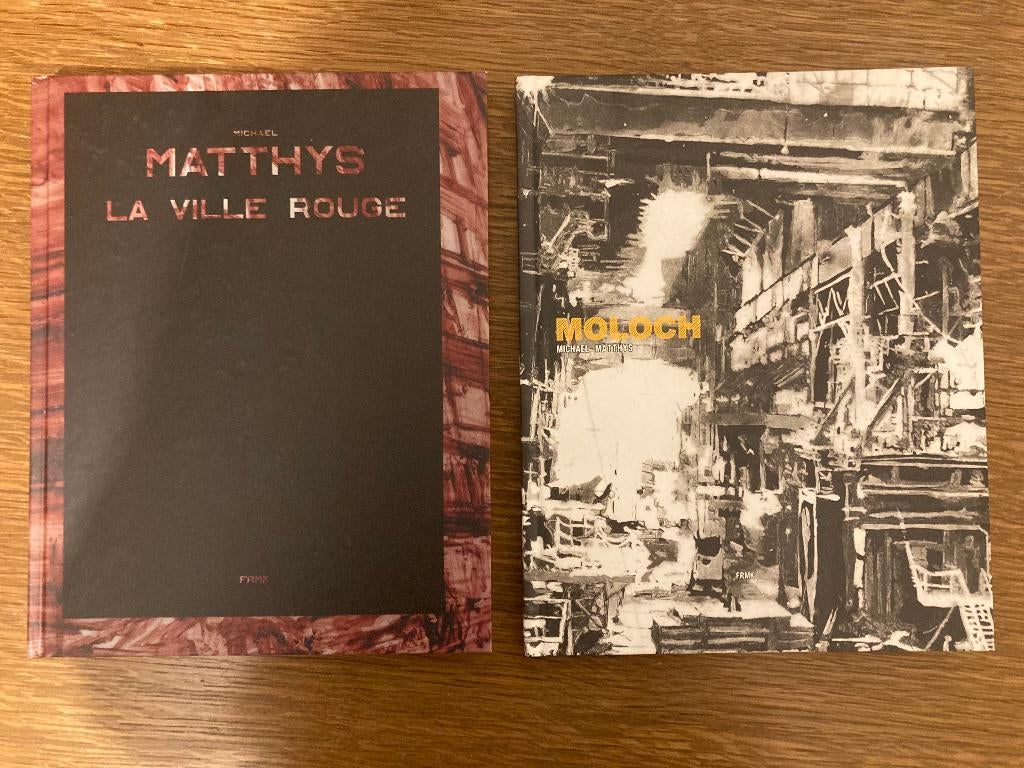 MICHAEL
MATTHYS
LA VILLE ROUGE
FRMK
MOLOCH
MICHAEL MATTHYS
FRMK